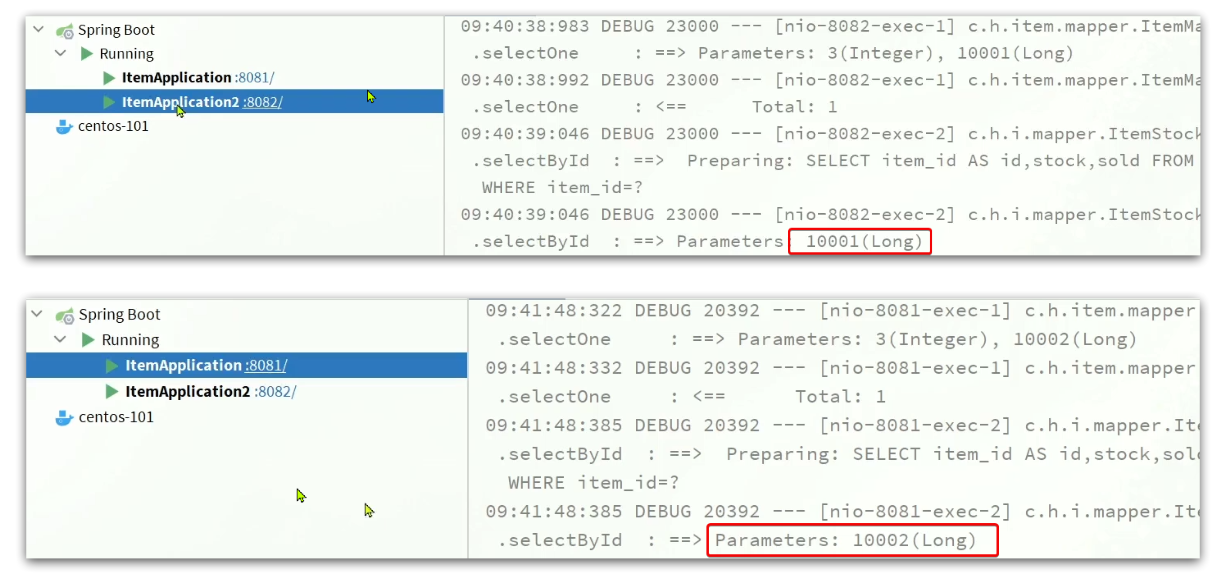 Spring Boot
Running
ItemApplication :8081/
ItemApplication2 :8082/
centos-101
09:40:38:983 DEBUG 23000 --- [nio-8082-exec-1] c.h.item.mapper.ItemMa
.selectOne : ==> Parameters: 3(Integer), 10001(Long)
09:40:38:992 DEBUG 23000 --- [nio-8082-exec-1] c.h.item.mapper.ItemMa
.selectOne : <== Total: 1
09:40:39:046 DEBUG 23000 --- [nio-8082-exec-2] c.h.i.mapper.ItemStock
.selectById : ==> Preparing: SELECT item_id AS id,stock,sold FROM
WHERE item_id=?
09:40:39:046 DEBUG 23000 --- [nio-8082-exec-2] c.h.i.mapper.ItemStock
.selectById : ==> Parameters: 10001(Long)
Spring Boot
Running
ItemApplication :8081/
ItemApplication2 :8082/
centos-101
09:41:48:322 DEBUG 20392 --- [nio-8081-exec-1] c.h.item.mapper
.selectOne : ==> Parameters: 3(Integer), 10002(Long)
09:41:48:332 DEBUG 20392 --- [nio-8081-exec-1] c.h.item.mapper
.selectOne : <== Total: 1
09:41:48:385 DEBUG 20392 --- [nio-8081-exec-2] c.h.i.mapper.Ite
.selectById : ==> Preparing: SELECT item_id AS id,stock,sold
WHERE item_id=?
09:41:48:385 DEBUG 20392 --- [nio-8081-exec-2] c.h.i.mapper.Ite
.selectById : ==> Parameters: 10002(Long)